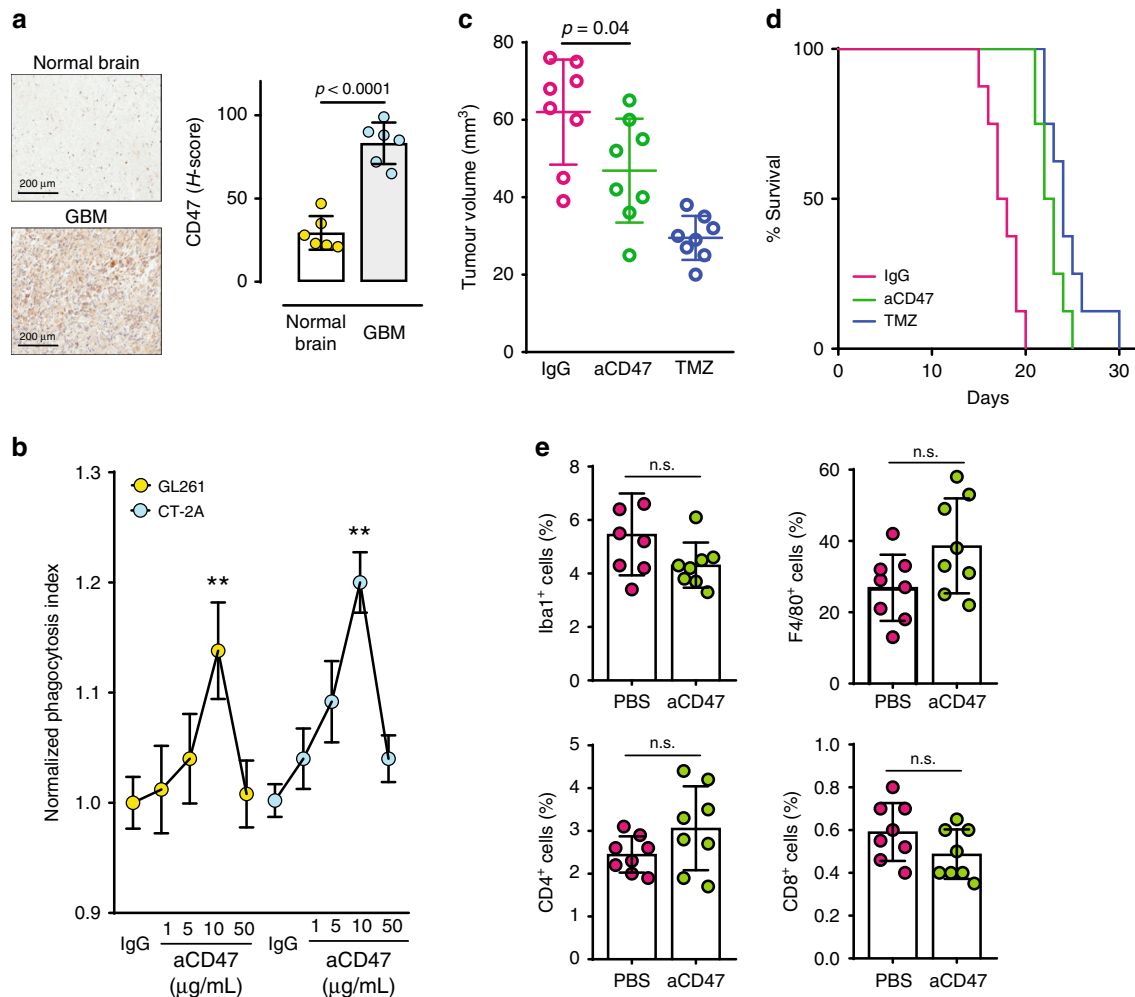 a
Normal brain
200 µm
GBM
200 µm
CD47 (H-score)
100
50
0
p < 0.0001
Normal brain
GBM
c
p = 0.04
Tumour volume (mm³)
80
60
40
20
0
IgG
aCD47
TMZ
d
% Survival
100
50
0
IgG
aCD47
TMZ
0
10
20
30
Days
b
GL261
CT-2A
Normalized phagocytosis index
1.3
1.2
1.1
1.0
0.9
**
**
IgG
1 5 10 50
aCD47
(µg/mL)
IgG
1 5 10 50
aCD47
(µg/mL)
e
n.s.
Iba1⁺ cells (%)
8
6
4
2
0
PBS
aCD47
n.s.
F4/80⁺ cells (%)
60
40
20
0
PBS
aCD47
n.s.
CD4⁺ cells (%)
5
4
3
2
1
0
PBS
aCD47
n.s.
CD8⁺ cells (%)
1.0
0.8
0.6
0.4
0.2
0.0
PBS
aCD47